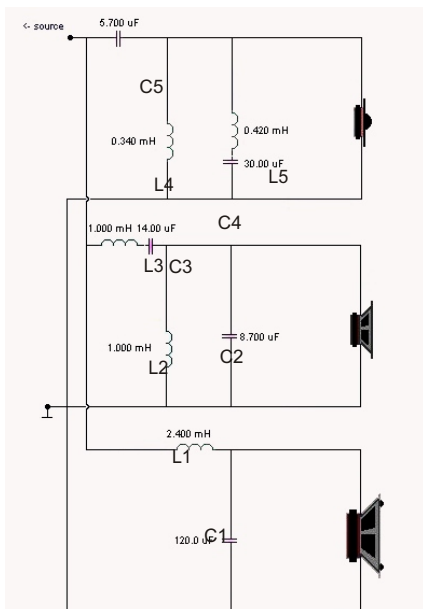 5.700 uF
<- source
C5
0.420 mH
0.340 mH
30.00 uF
L4
L5
C4
1.000 mH 14.00 uF
L3 C3
8.700 uF
1.000 mH
C2
L2
2.400 mH
L1
C1
120.0 uF